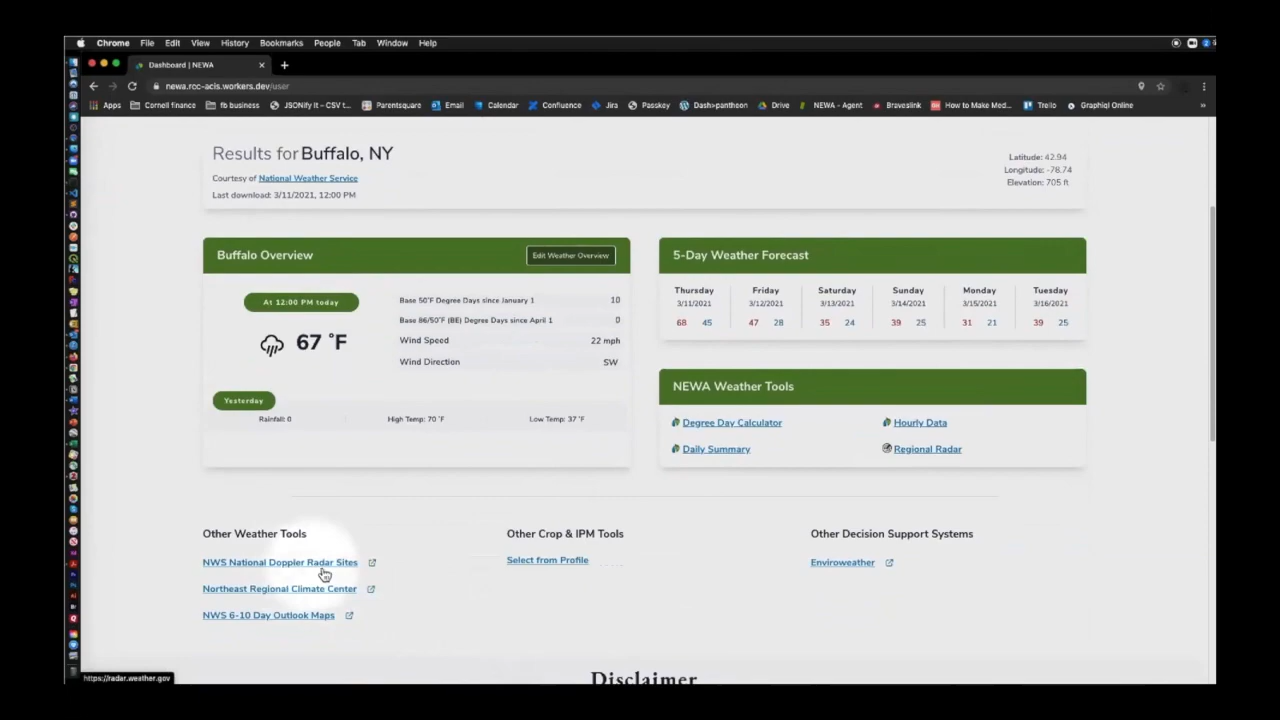 Chrome File Edit View History Bookmarks People Tab Window Help
Dashboard | NEWA
newa.rcc-acis.workers.dev/user
Apps Cornell finance fb business JSONify It – CSV t... Parentsquare Email Calendar Confluence Jira Passkey Dash>pantheon Drive NEWA - Agent Braveslink How to Make Med... Trello Graphiql Online
Results for Buffalo, NY
Courtesy of National Weather Service
Last download: 3/11/2021, 12:00 PM
Latitude: 42.94
Longitude: -78.74
Elevation: 705 ft
Buffalo Overview
Edit Weather Overview
At 12:00 PM today
67 °F
Base 50°F Degree Days since January 1 10
Base 86/50°F (BE) Degree Days since April 1 0
Wind Speed 22 mph
Wind Direction SW
Yesterday
Rainfall: 0 High Temp: 70 °F Low Temp: 37 °F
5-Day Weather Forecast
Thursday Friday Saturday Sunday Monday Tuesday
3/11/2021 3/12/2021 3/13/2021 3/14/2021 3/15/2021 3/16/2021
68 45 47 28 35 24 39 25 31 21 39 25
NEWA Weather Tools
Degree Day Calculator Hourly Data
Daily Summary Regional Radar
Other Weather Tools
NWS National Doppler Radar Sites
Northeast Regional Climate Center
NWS 6-10 Day Outlook Maps
Other Crop & IPM Tools
Select from Profile
Other Decision Support Systems
Enviroweather
Disclaimer
https://radar.weather.gov